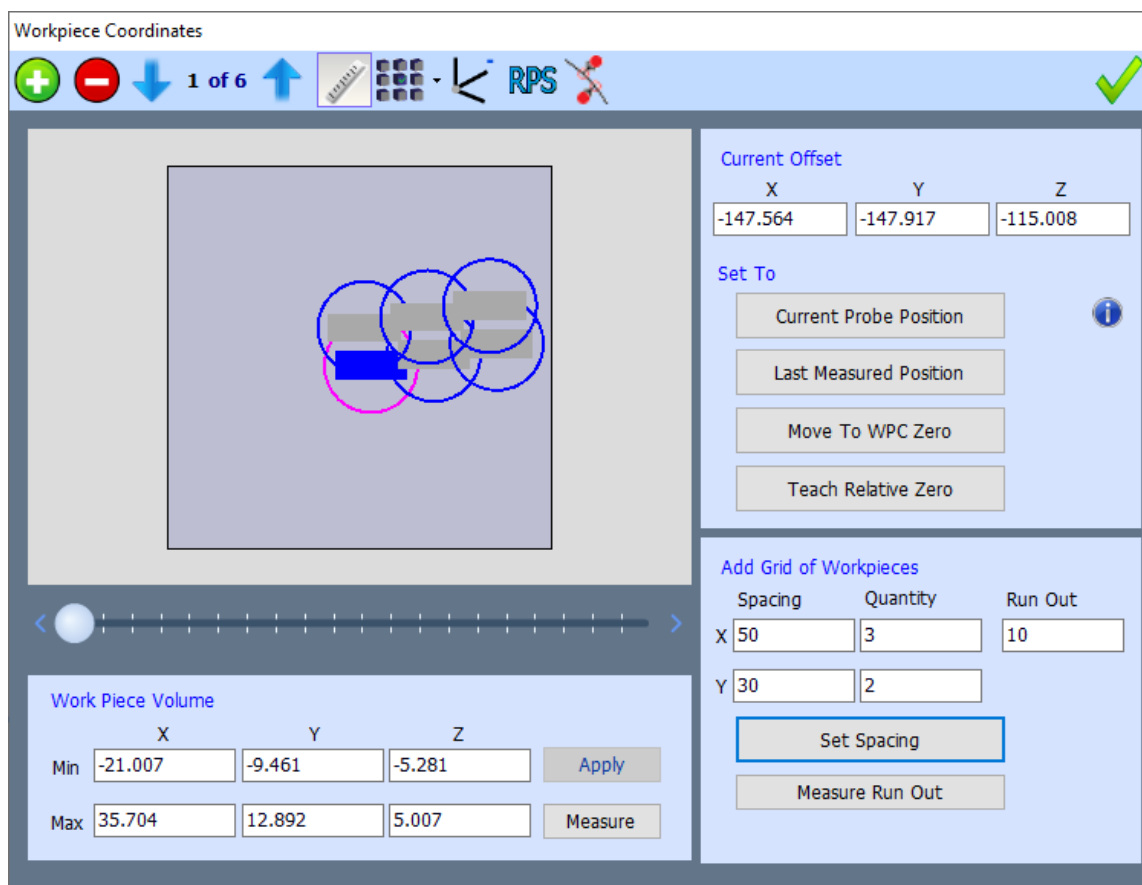 Workpiece Coordinates
1 of 6 RPS
Current Offset
X Y Z
-147.564 -147.917 -115.008
Set To
Current Probe Position
Last Measured Position
Move To WPC Zero
Teach Relative Zero
Add Grid of Workpieces
Spacing Quantity Run Out
X 50 3 10
Y 30 2
Set Spacing
Measure Run Out
Work Piece Volume
X Y Z
Min -21.007 -9.461 -5.281 Apply
Max 35.704 12.892 5.007 Measure